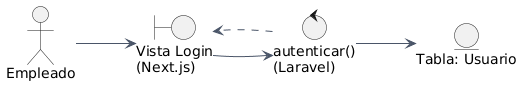 Empleado
Vista Login
(Next.js)
autenticar()
(Laravel)
Tabla: Usuario